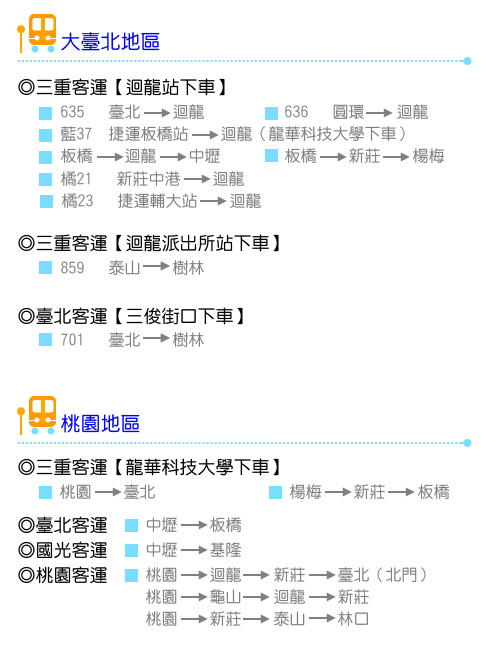 大臺北地區
◎三重客運【迴龍站下車】
635 臺北→迴龍 636 圓環→迴龍
藍37 捷運板橋站→迴龍（龍華科技大學下車）
板橋→迴龍→中壢 板橋→新莊→楊梅
橘21 新莊中港→迴龍
橘23 捷運輔大站→迴龍
◎三重客運【迴龍派出所站下車】
859 泰山→樹林
◎臺北客運【三俊街口下車】
701 臺北→樹林
桃園地區
◎三重客運【龍華科技大學下車】
桃園→臺北 楊梅→新莊→板橋
◎臺北客運 中壢→板橋
◎國光客運 中壢→基隆
◎桃園客運 桃園→迴龍→新莊→臺北（北門）
桃園→龜山→迴龍→新莊
桃園→新莊→泰山→林口